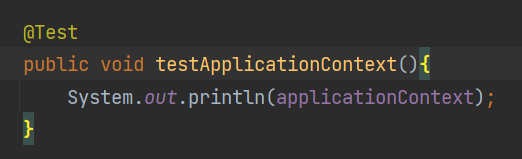 @Test
public void testApplicationContext(){
    System.out.println(applicationContext);
}